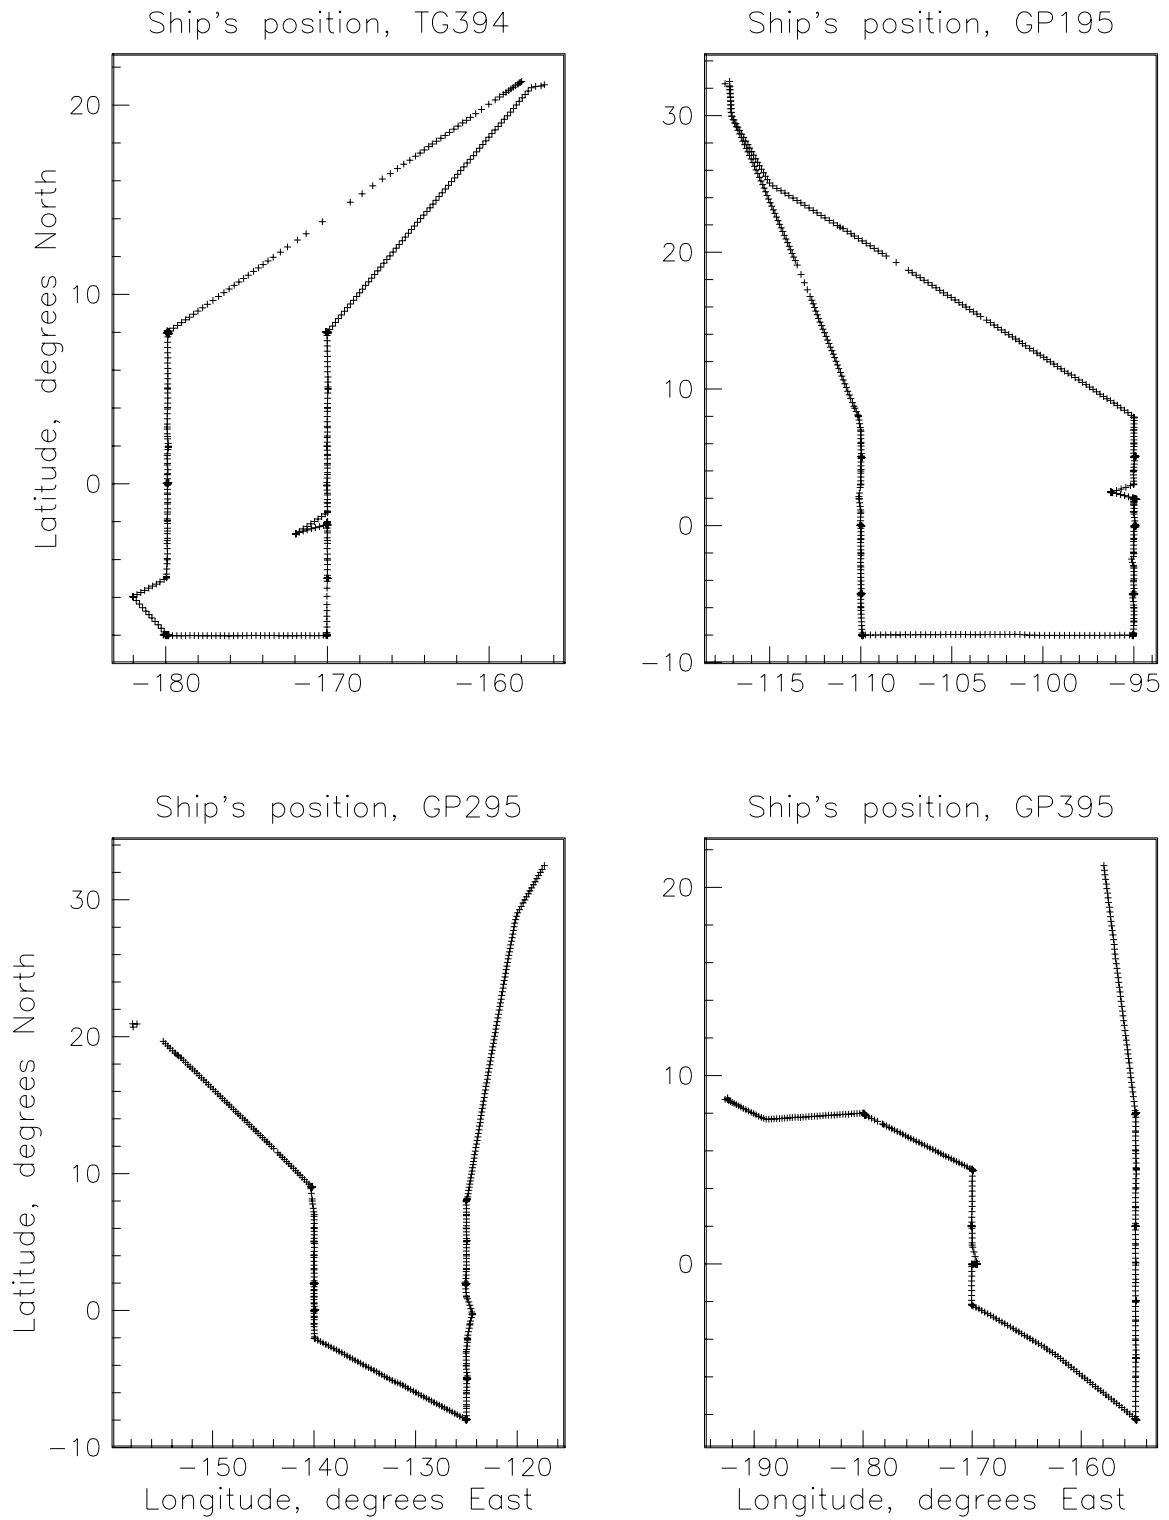 Ship's position, TG394
Ship's position, GP195
Latitude, degrees North
20
10
0
−180 −170 −160
30
20
10
0
−10
−115 −110 −105 −100 −95
Ship's position, GP295
Ship's position, GP395
Latitude, degrees North
30
20
10
0
−10
−150 −140 −130 −120
Longitude, degrees East
20
10
0
−190 −180 −170 −160
Longitude, degrees East